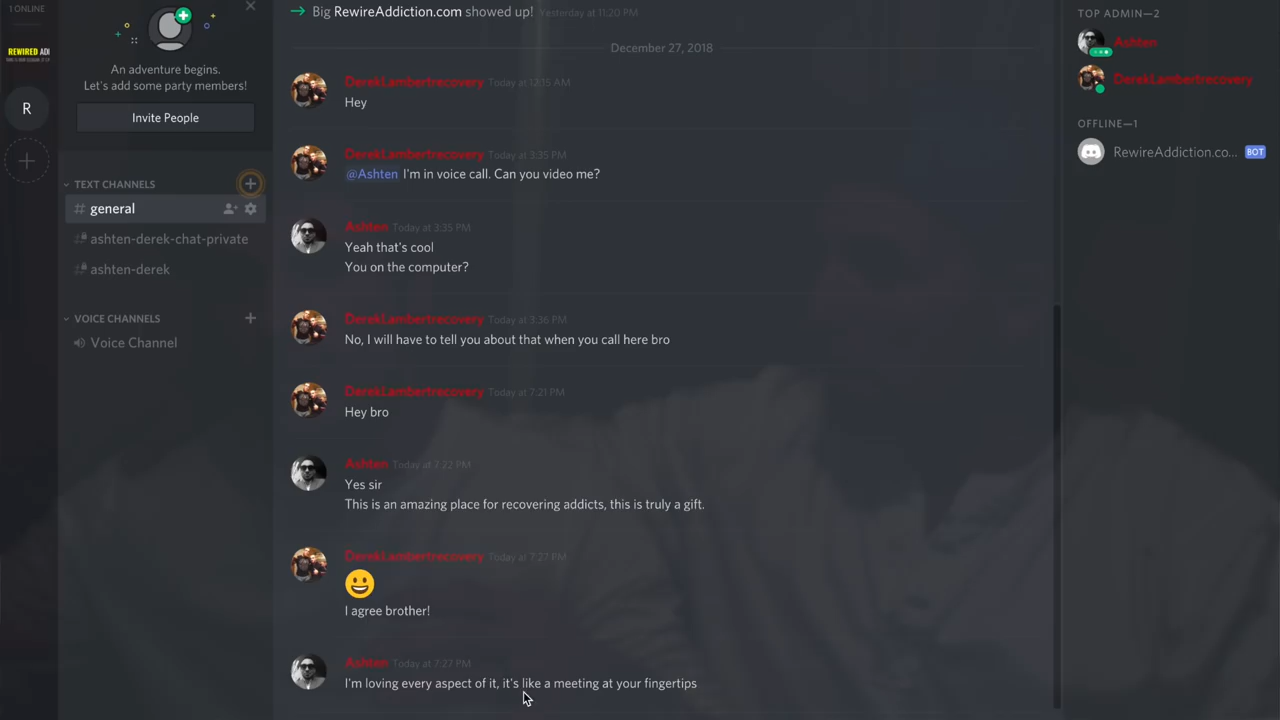 1 ONLINE
REWIRED ADI
R
An adventure begins.
Let's add some party members!
Invite People
TEXT CHANNELS
# general
ashten-derek-chat-private
ashten-derek
VOICE CHANNELS
Voice Channel
Big RewireAddiction.com showed up! Yesterday at 11:20 PM
December 27, 2018
DerekLambertrecovery Today at 12:15 AM
Hey
DerekLambertrecovery Today at 3:35 PM
@Ashten I'm in voice call. Can you video me?
Ashten Today at 3:35 PM
Yeah that's cool
You on the computer?
DerekLambertrecovery Today at 3:36 PM
No, I will have to tell you about that when you call here bro
DerekLambertrecovery Today at 7:21 PM
Hey bro
Ashten Today at 7:22 PM
Yes sir
This is an amazing place for recovering addicts, this is truly a gift.
DerekLambertrecovery Today at 7:27 PM
I agree brother!
Ashten Today at 7:27 PM
I'm loving every aspect of it, it's like a meeting at your fingertips
TOP ADMIN—2
Ashten
DerekLambertrecovery
OFFLINE—1
RewireAddiction.co... BOT